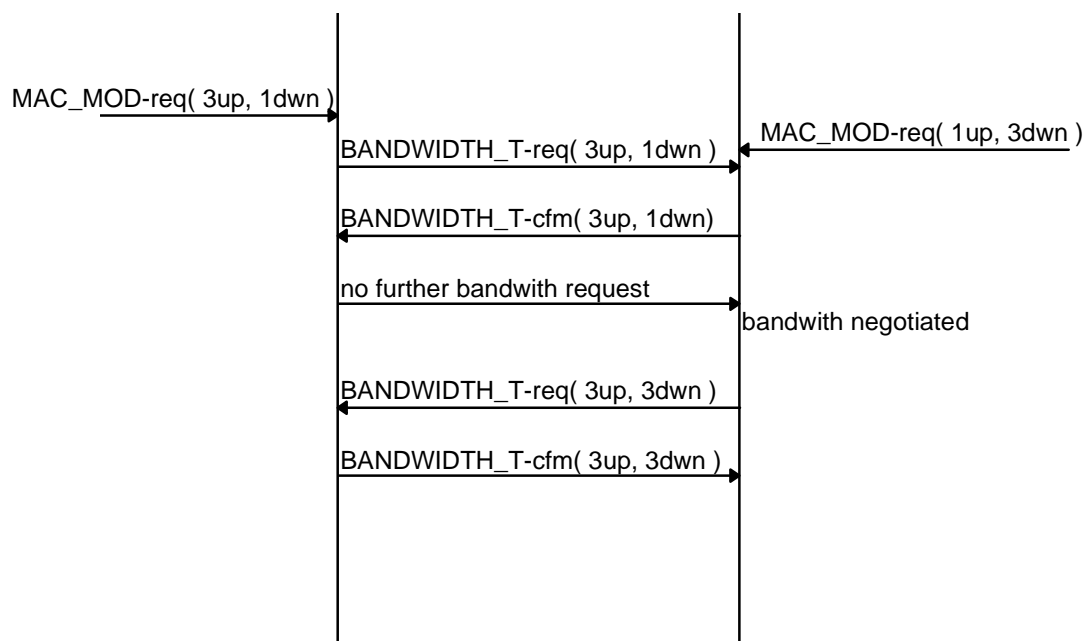 MAC_MOD-req( 3up, 1dwn )
MAC_MOD-req( 1up, 3dwn )
BANDWIDTH_T-req( 3up, 1dwn )
BANDWIDTH_T-cfm( 3up, 1dwn)
no further bandwith request
bandwith negotiated
BANDWIDTH_T-req( 3up, 3dwn )
BANDWIDTH_T-cfm( 3up, 3dwn )